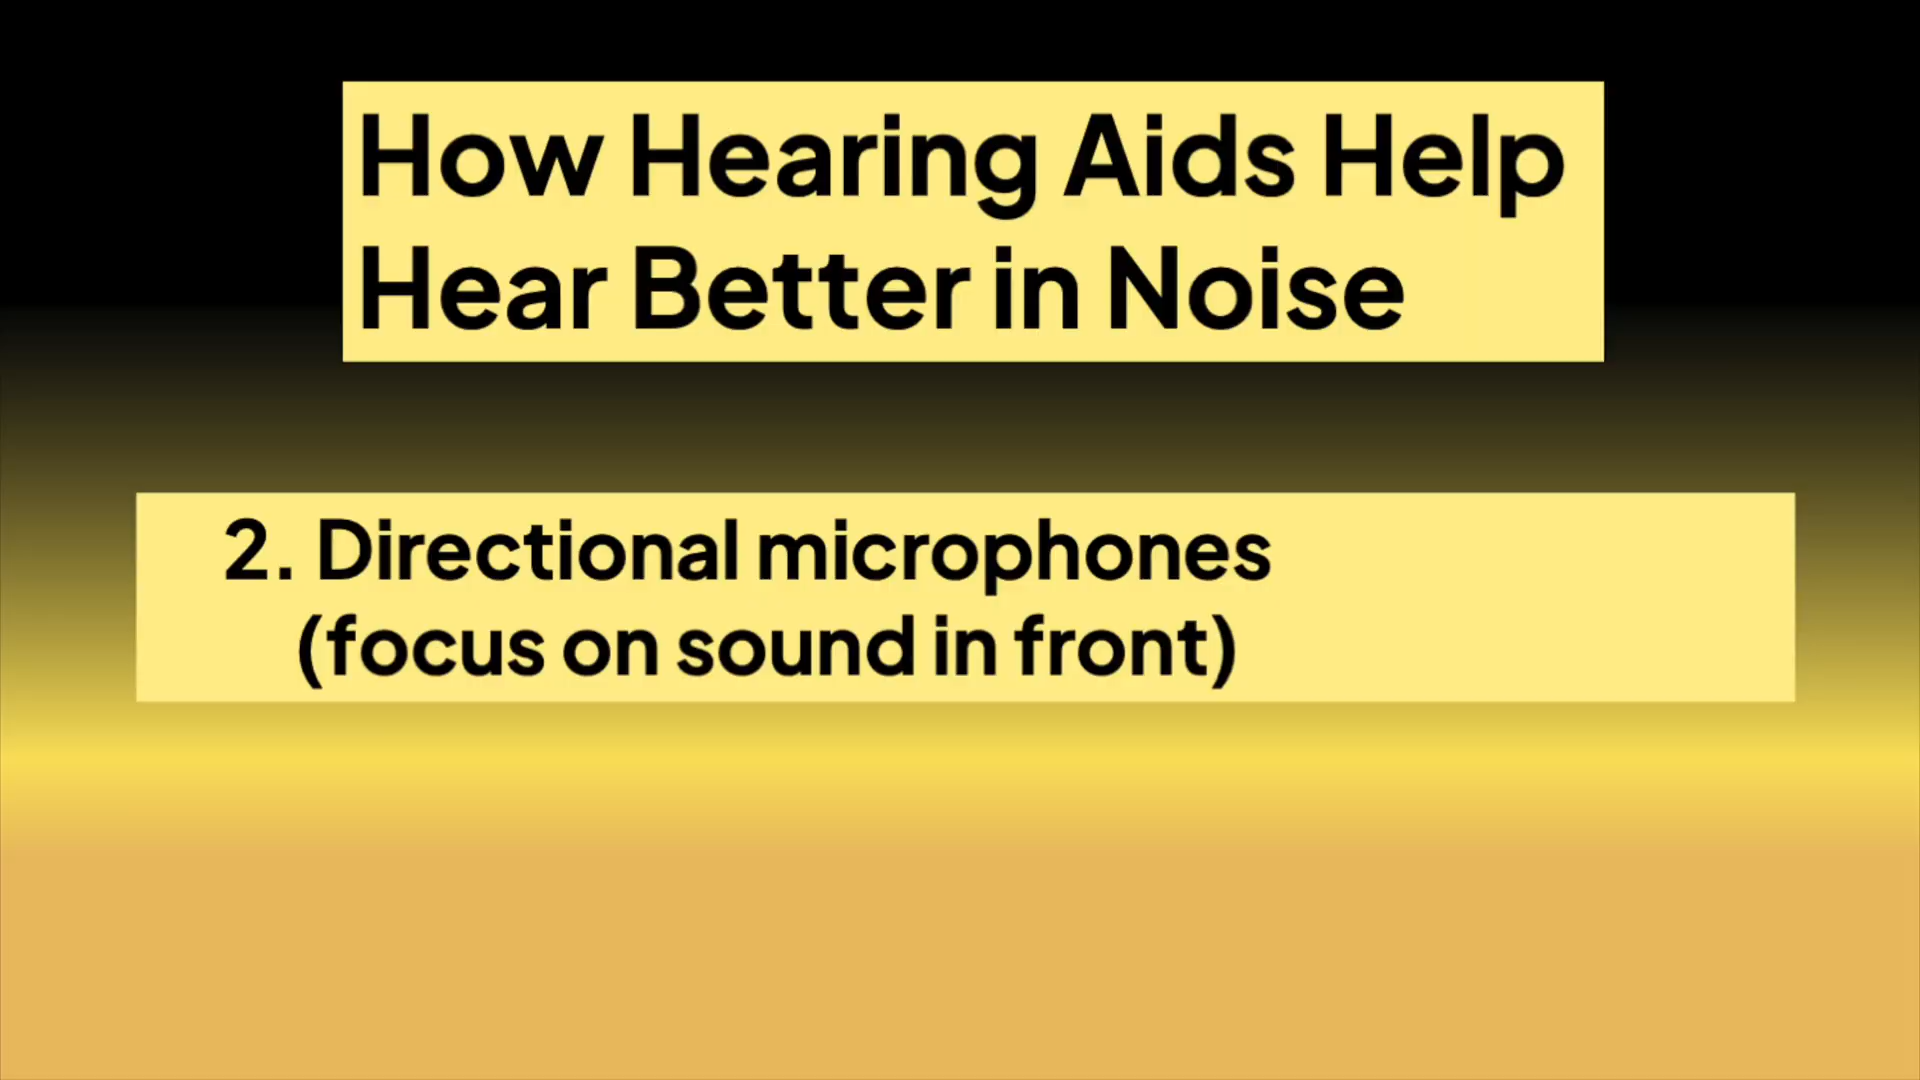 How Hearing Aids Help
Hear Better in Noise
2. Directional microphones
(focus on sound in front)